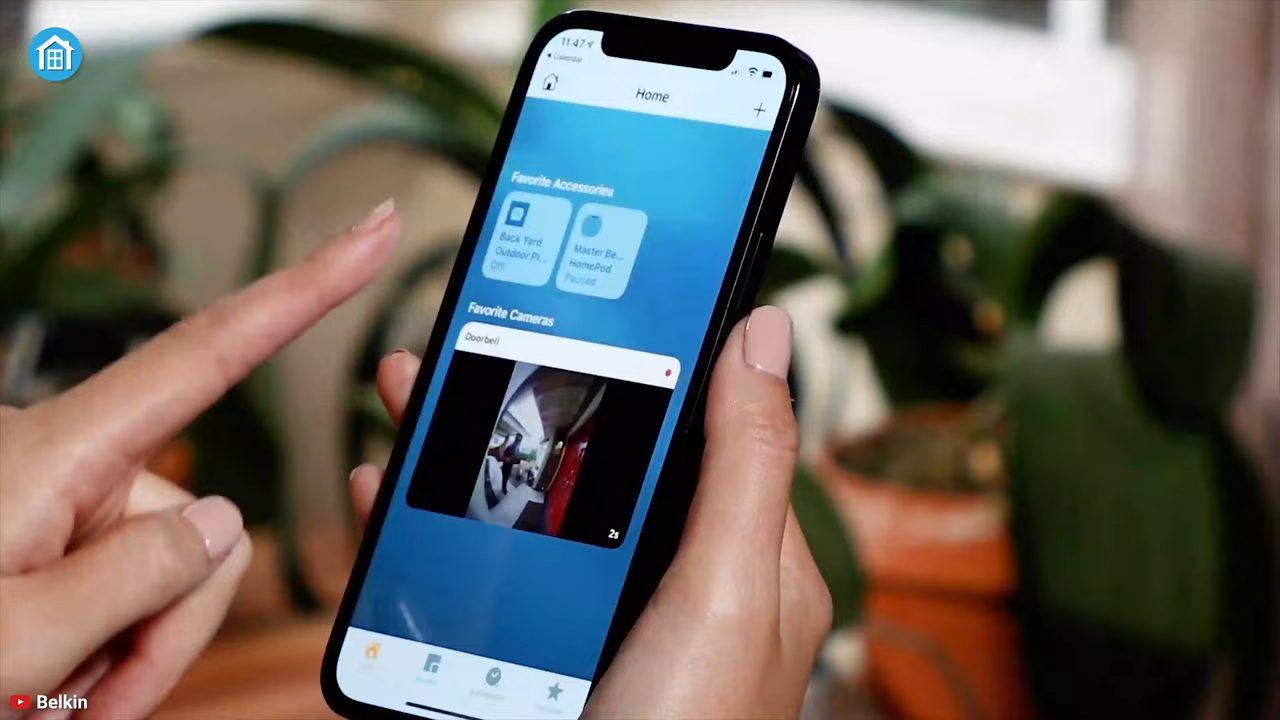 11:47
Calendar
Home
Favorite Accessories
Back Yard
Outdoor Pl...
Off
Master Be...
HomePod
Paused
Favorite Cameras
Doorbell
2s
Belkin